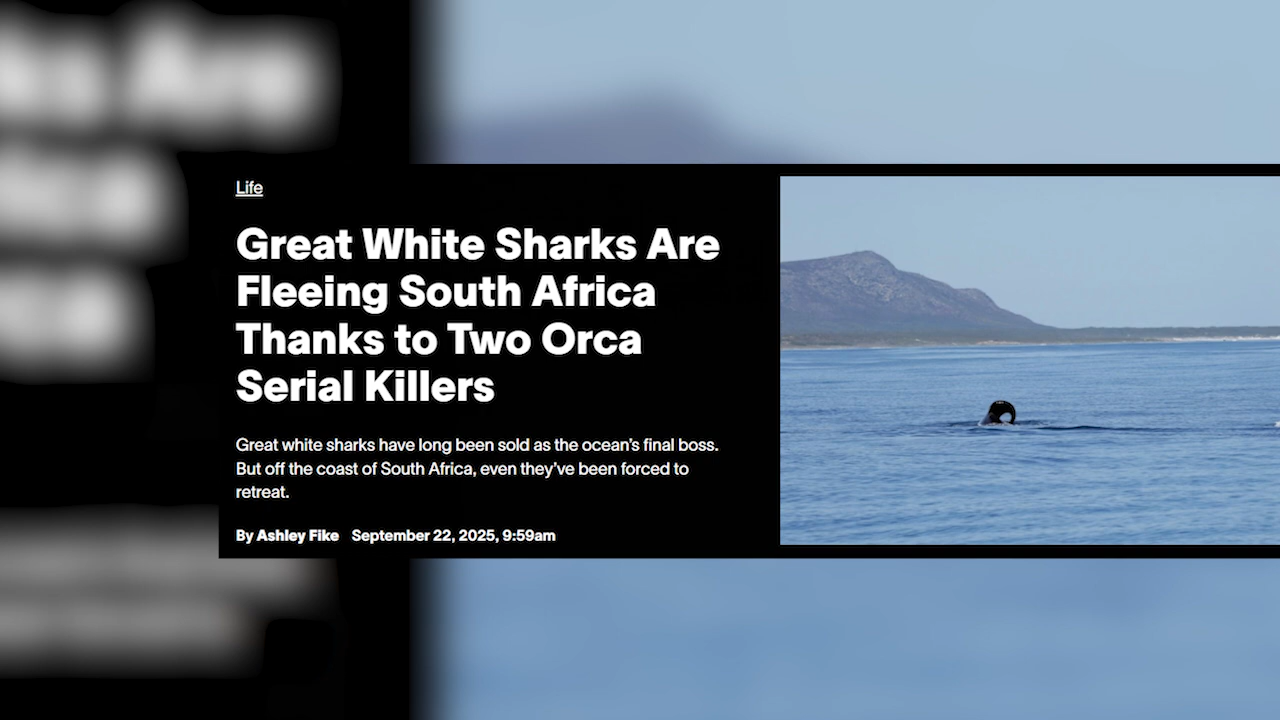 Life
Great White Sharks Are
Fleeing South Africa
Thanks to Two Orca
Serial Killers
Great white sharks have long been sold as the ocean's final boss.
But off the coast of South Africa, even they've been forced to
retreat.
By Ashley Fike September 22, 2025, 9:59am